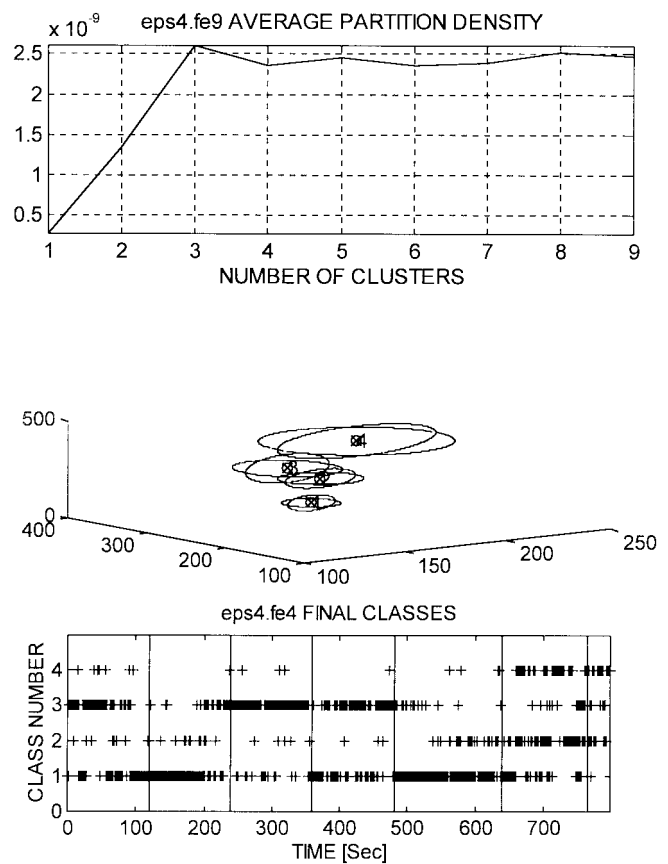 x 10^-9 eps4.fe9 AVERAGE PARTITION DENSITY
2.5
2
1.5
1
0.5
1 2 3 4 5 6 7 8 9
NUMBER OF CLUSTERS
500
0
400 300 200 100 100 150 200 250
4
3
1
eps4.fe4 FINAL CLASSES
CLASS NUMBER
4
3
2
1
0
0 100 200 300 400 500 600 700
TIME [Sec]